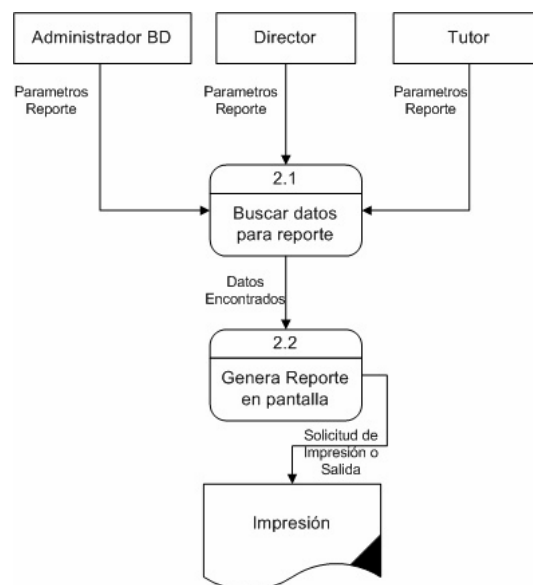 Administrador BD
Director
Tutor
Parametros
Reporte
Parametros
Reporte
Parametros
Reporte
2.1
Buscar datos
para reporte
Datos
Encontrados
2.2
Genera Reporte
en pantalla
Solicitud de
Impresión o
Salida
Impresión